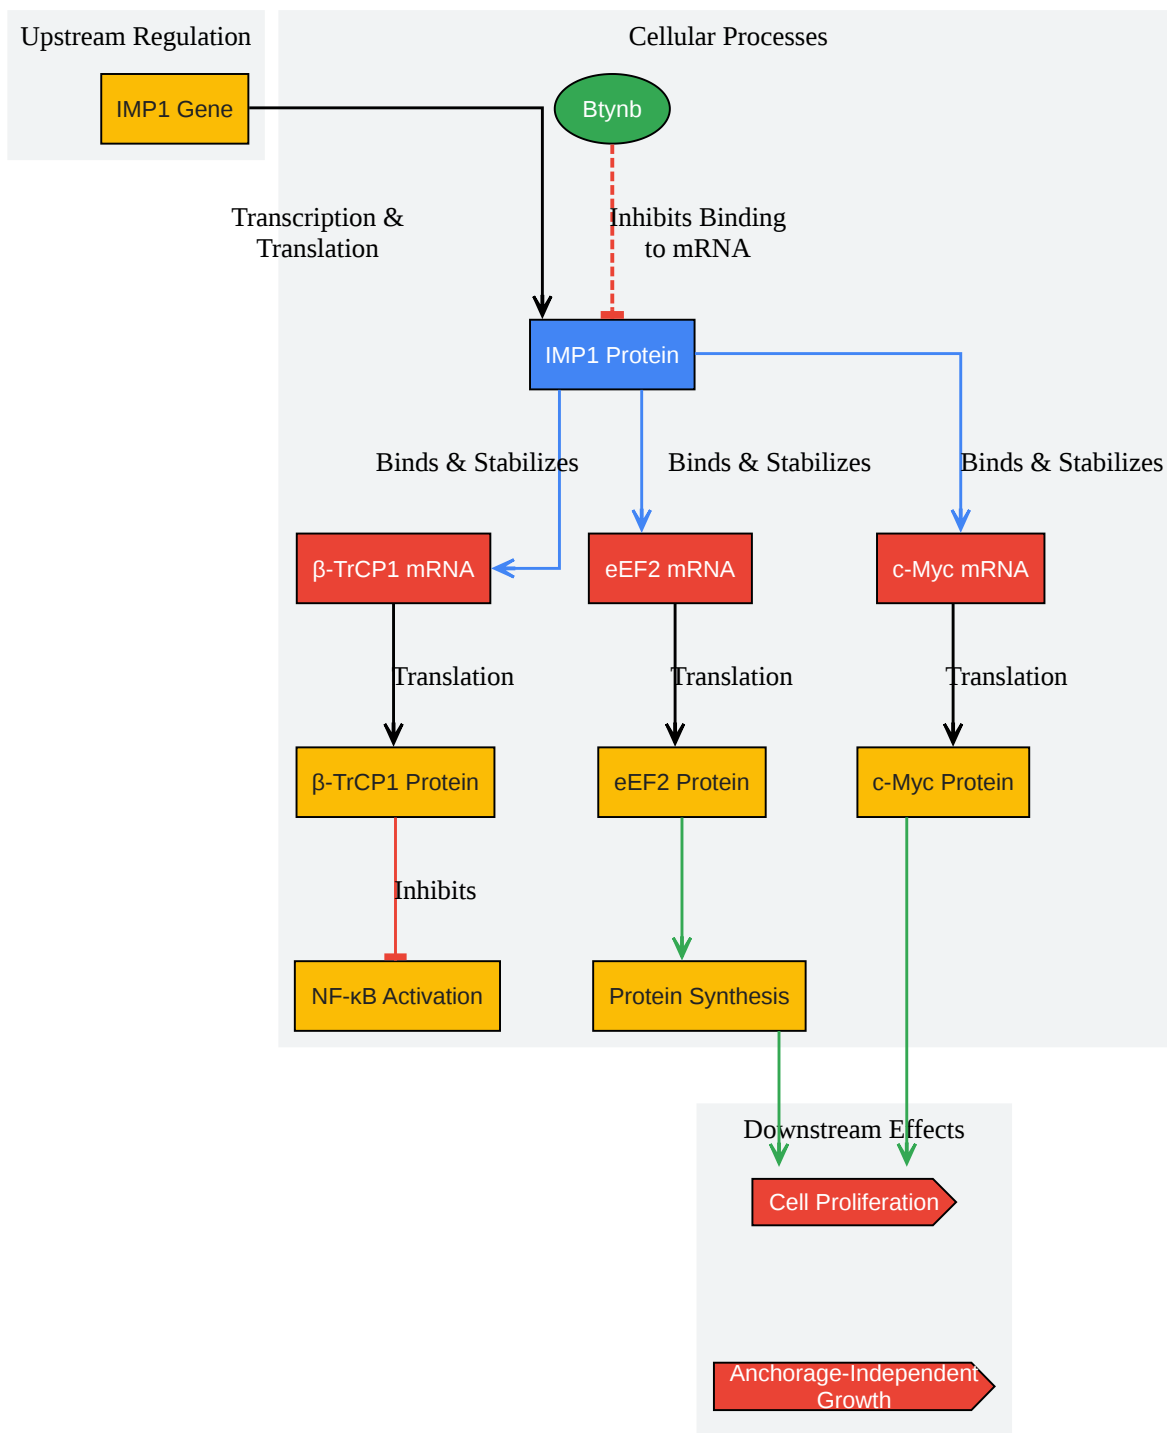 Upstream Regulation
Cellular Processes
IMP1 Gene
Btynb
Transcription &
Translation
Inhibits Binding
to mRNA
IMP1 Protein
Binds & Stabilizes
Binds & Stabilizes
Binds & Stabilizes
β-TrCP1 mRNA
eEF2 mRNA
c-Myc mRNA
Translation
Translation
Translation
β-TrCP1 Protein
eEF2 Protein
c-Myc Protein
Inhibits
NF-κB Activation
Protein Synthesis
Downstream Effects
Cell Proliferation
Anchorage-Independent
Growth